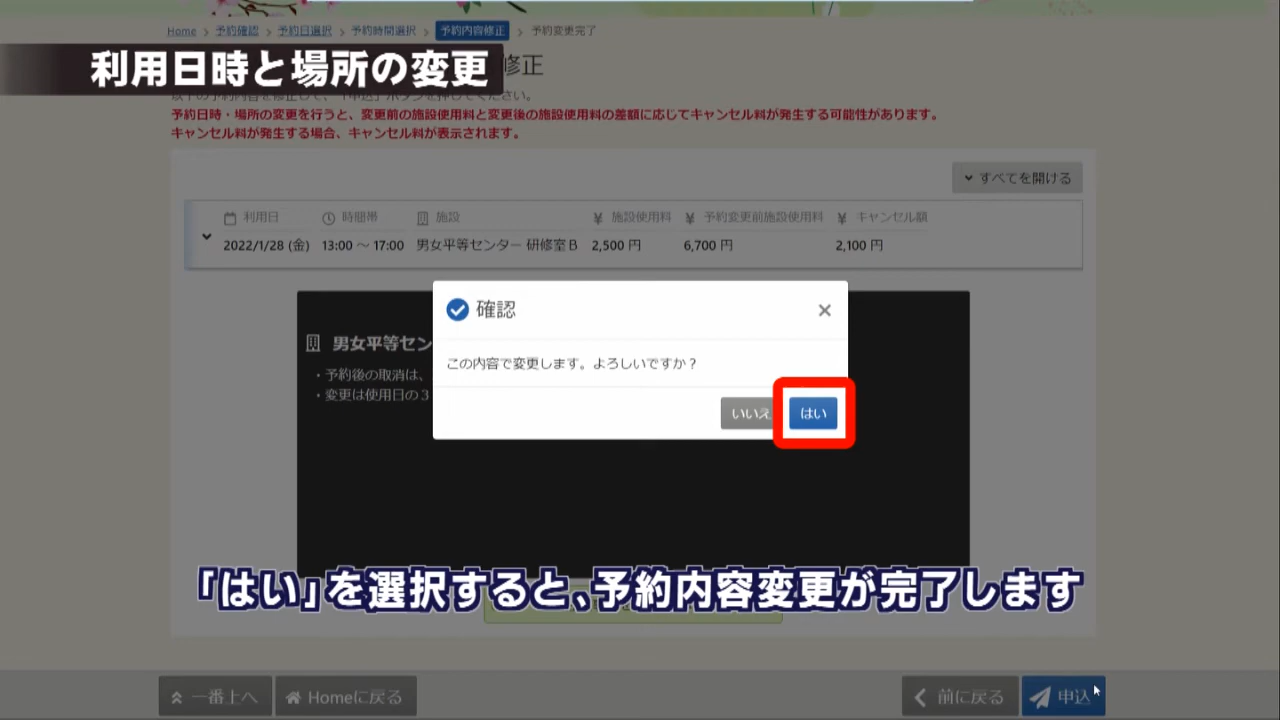 Home > 予約確認 > 予約日選択 > 予約時間選択 > 予約内容修正 > 予約変更完了
利用日時と場所の変更
修正
予約日時・場所の変更を行うと、変更前の施設使用料と変更後の施設使用料の差額に応じてキャンセル料が発生する可能性があります。
キャンセル料が発生する場合、キャンセル料が表示されます。
すべてを開ける
利用日 時間帯 施設 ¥ 施設使用料 ¥ 予約変更前施設使用料 ¥ キャンセル額
2022/1/28 (金) 13:00 ～ 17:00 男女平等センター 研修室B 2,500 円 6,700 円 2,100 円
確認 ×
男女平等セン
この内容で変更します。よろしいですか？
・予約後の取消は、
・変更は使用日の3
いいえ はい
「はい」を選択すると、予約内容変更が完了します
一番上へ Homeに戻る 前に戻る 申込